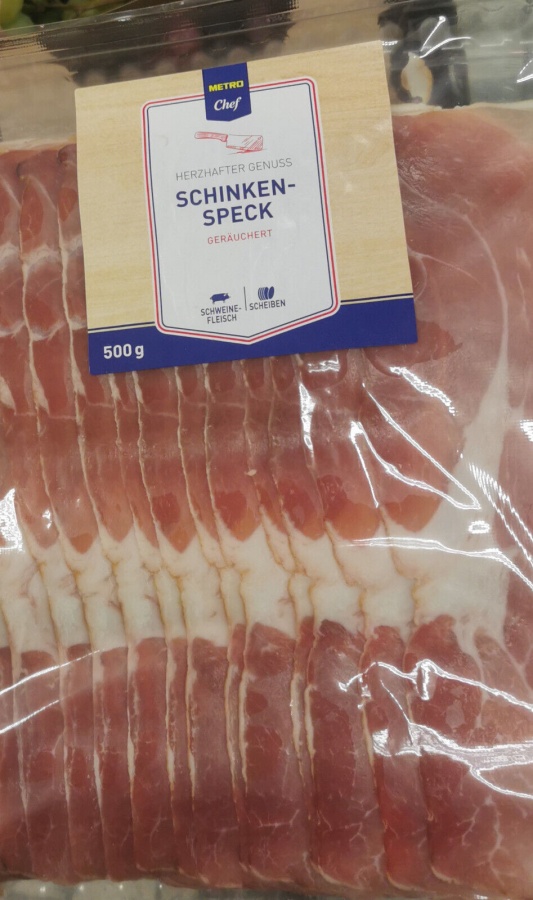 METRO
Chef
HERZHAFTER GENUSS
SCHINKEN-
SPECK
GERÄUCHERT
SCHWEINE-
FLEISCH
SCHEIBEN
500 g